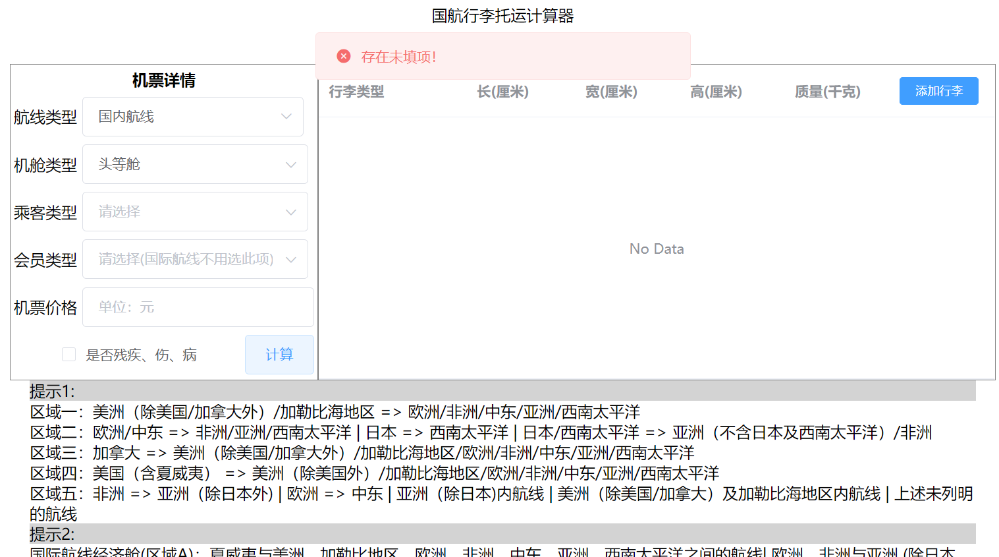 国航行李托运计算器
存在未填项!
机票详情
行李类型 长(厘米) 宽(厘米) 高(厘米) 质量(千克) 添加行李
航线类型 国内航线
机舱类型 头等舱
乘客类型 请选择
No Data
会员类型 请选择(国际航线不用选此项)
机票价格 单位：元
是否残疾、伤、病 计算
提示1:
区域一：美洲（除美国/加拿大外）/加勒比海地区 => 欧洲/非洲/中东/亚洲/西南太平洋
区域二：欧洲/中东 => 非洲/亚洲/西南太平洋 | 日本 => 西南太平洋 | 日本/西南太平洋 => 亚洲（不含日本及西南太平洋）/非洲
区域三：加拿大 => 美洲（除美国/加拿大外）/加勒比海地区/欧洲/非洲/中东/亚洲/西南太平洋
区域四：美国（含夏威夷） => 美洲（除美国外）/加勒比海地区/欧洲/非洲/中东/亚洲/西南太平洋
区域五：非洲 => 亚洲（除日本外) | 欧洲 => 中东 | 亚洲（除日本)内航线 | 美洲（除美国/加拿大）及加勒比海地区内航线 | 上述未列明
的航线
提示2:
国际航线经济舱(区域A)：夏威夷与美洲、加勒比地区、欧洲、非洲、中东、亚洲、西南太平洋之间的航线| 欧洲、非洲与亚洲 (除日本